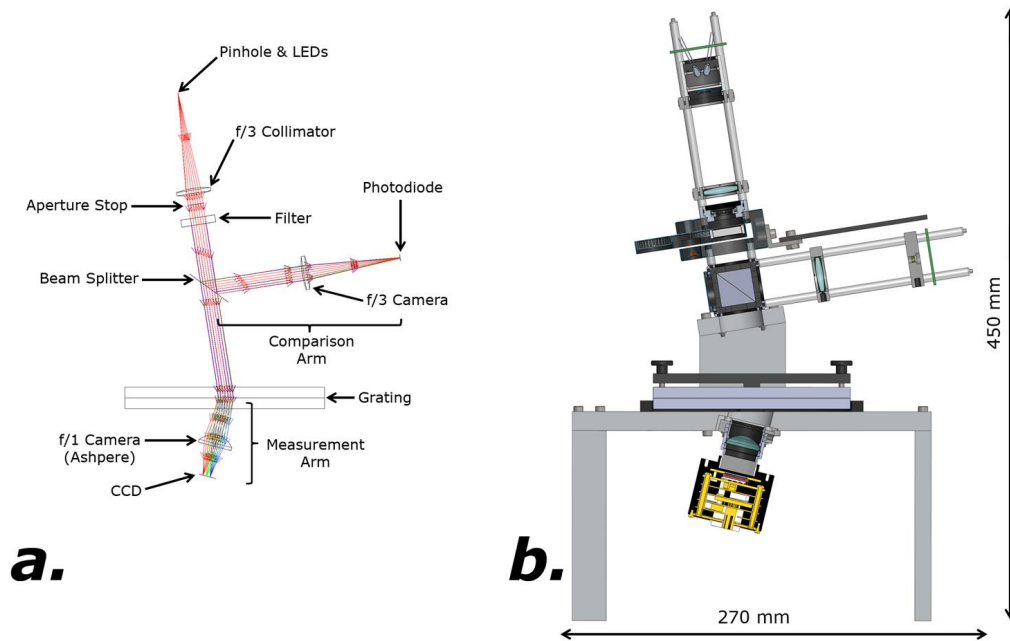 Pinhole & LEDs
f/3 Collimator
Photodiode
Aperture Stop
Filter
Beam Splitter
f/3 Camera
Comparison
Arm
Grating
f/1 Camera
(Ashpere)
Measurement
Arm
CCD
a.
b.
450 mm
270 mm